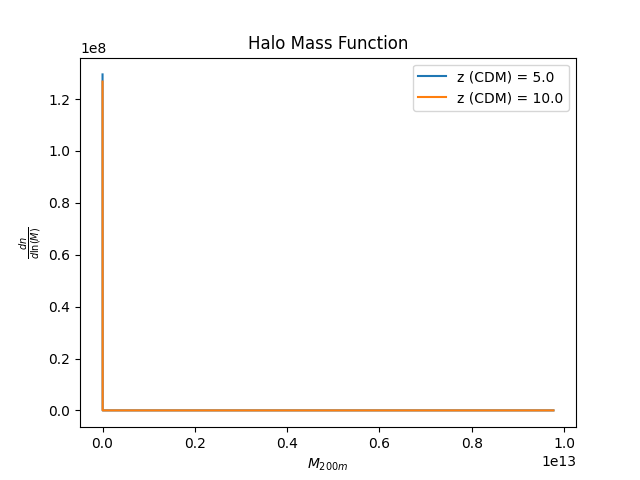 Halo Mass Function
1e8
z (CDM) = 5.0
z (CDM) = 10.0
1.2
1.0
0.8
0.6
0.4
0.2
0.0
dn
dln(M)
0.0 0.2 0.4 0.6 0.8 1.0
1e13
M200m